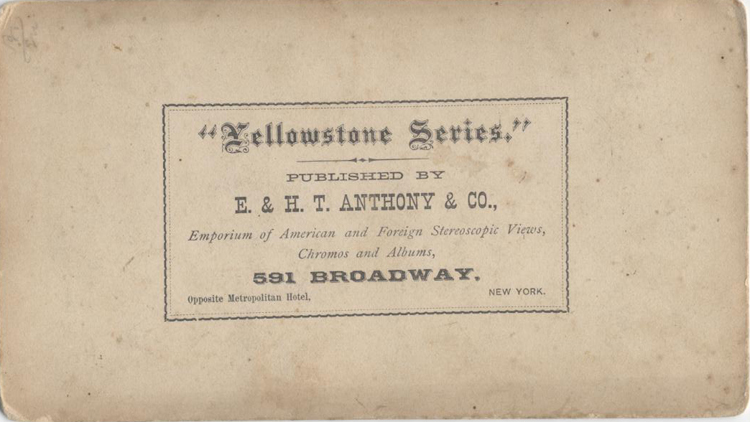 "Yellowstone Series."
PUBLISHED BY
E. & H. T. ANTHONY & CO.,
Emporium of American and Foreign Stereoscopic Views,
Chromos and Albums,
591 BROADWAY.
Opposite Metropolitan Hotel, NEW YORK.